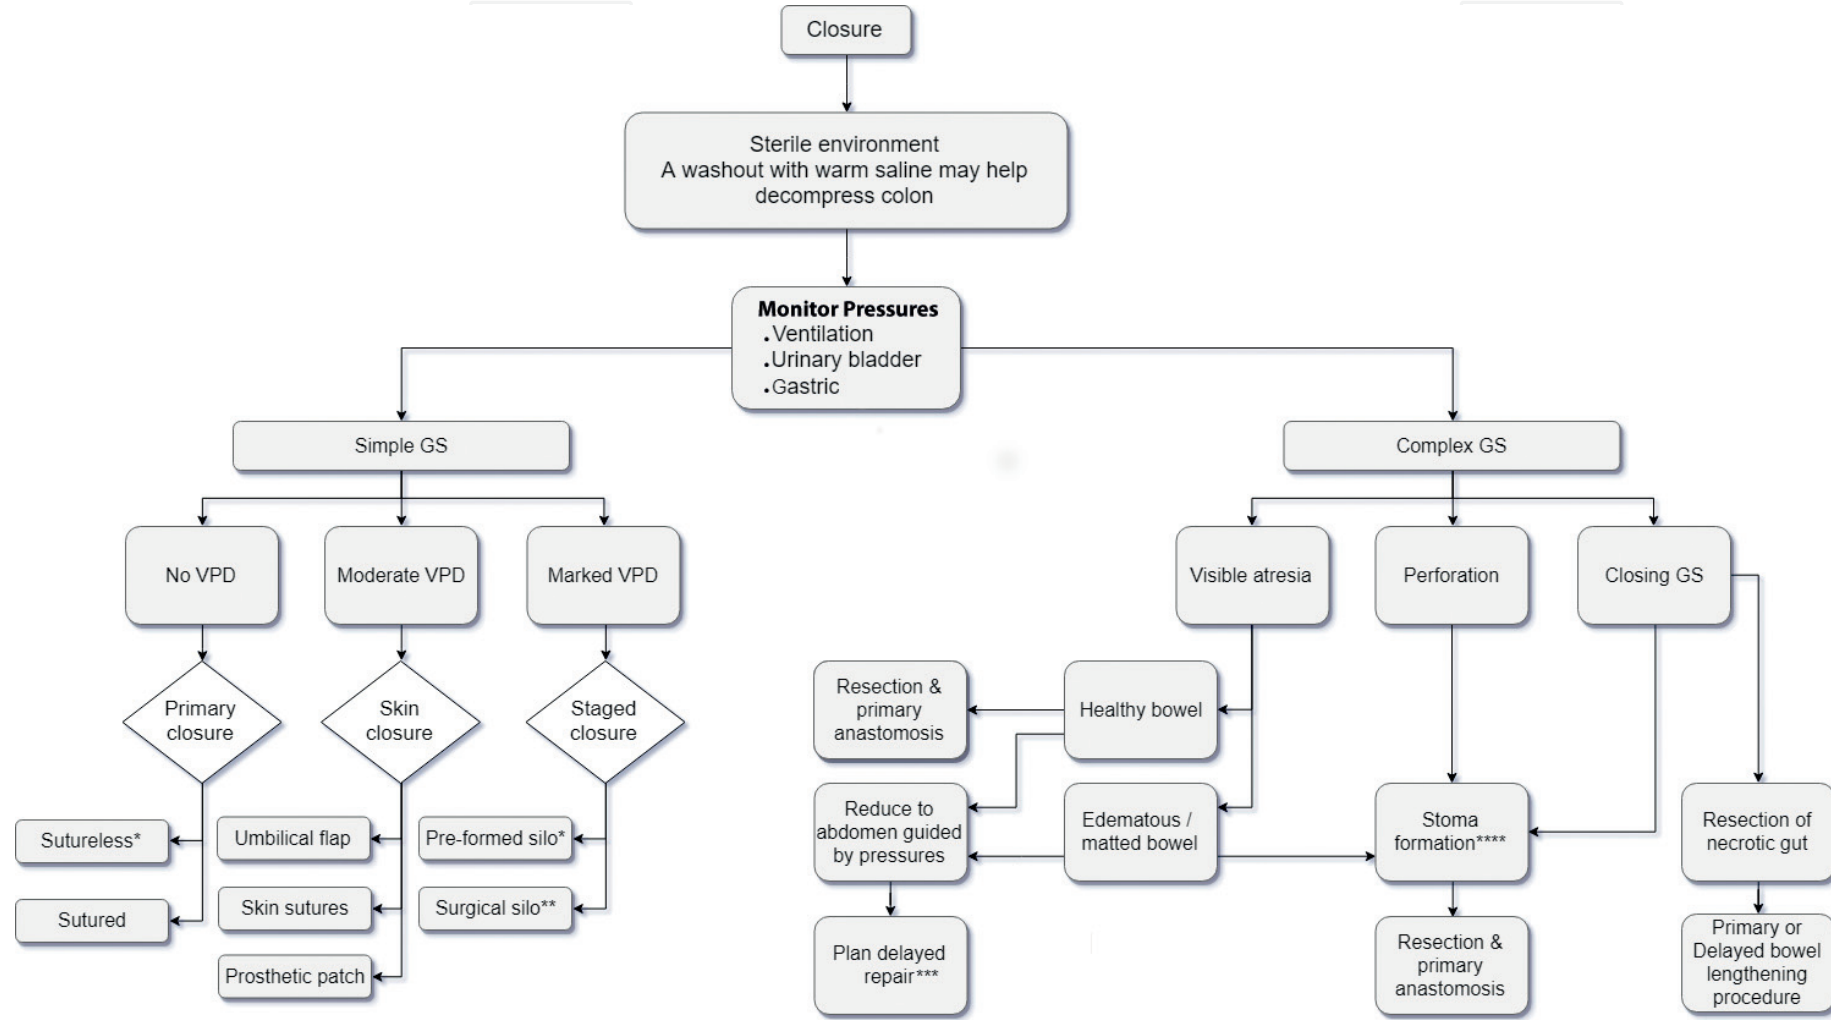 Closure
Sterile environment
A washout with warm saline may help
decompress colon
Monitor Pressures
.Ventilation
.Urinary bladder
.Gastric
Simple GS
Complex GS
No VPD
Moderate VPD
Marked VPD
Visible atresia
Perforation
Closing GS
Primary
closure
Skin
closure
Staged
closure
Resection &
primary
anastomosis
Healthy bowel
Sutureless*
Umbilical flap
Pre-formed silo*
Reduce to
abdomen guided
by pressures
Edematous /
matted bowel
Stoma
formation****
Resection of
necrotic gut
Sutured
Skin sutures
Surgical silo**
Prosthetic patch
Plan delayed
repair***
Resection &
primary
anastomosis
Primary or
Delayed bowel
lengthening
procedure